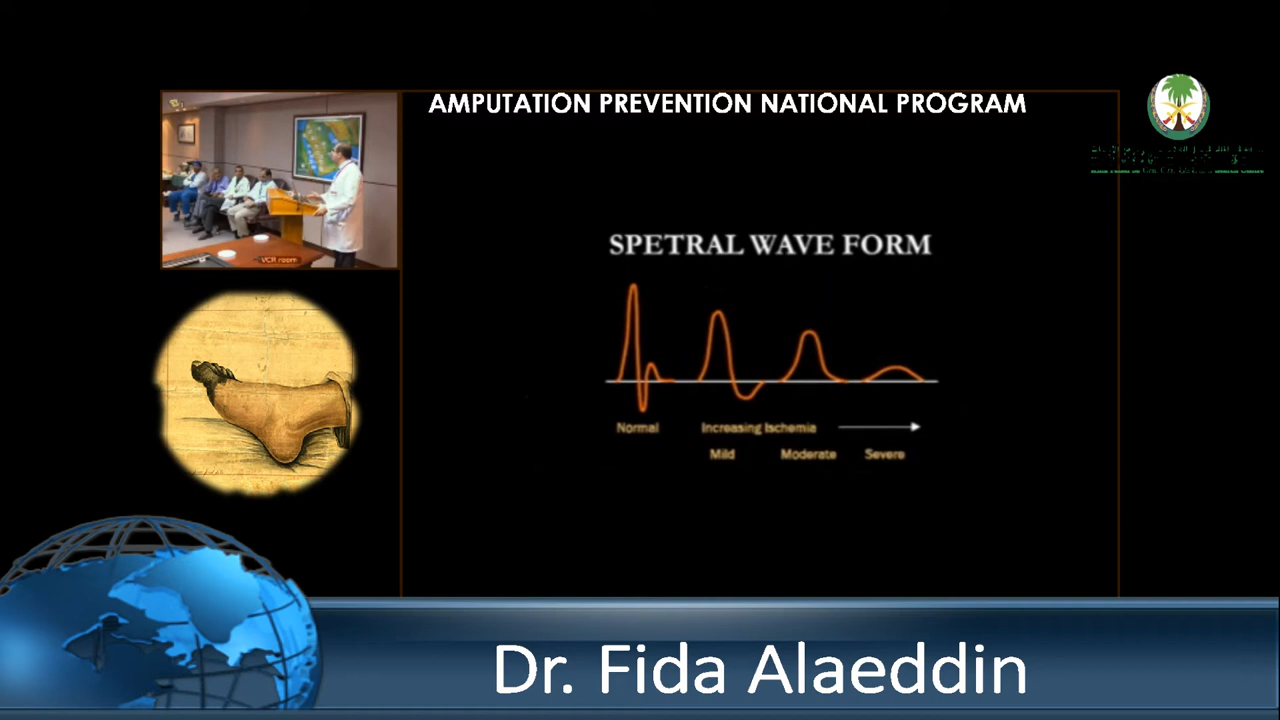 AMPUTATION PREVENTION NATIONAL PROGRAM
VCR room
SPETRAL WAVE FORM
Normal
Increasing Ischemia
Mild
Moderate
Severe
Dr. Fida Alaeddin